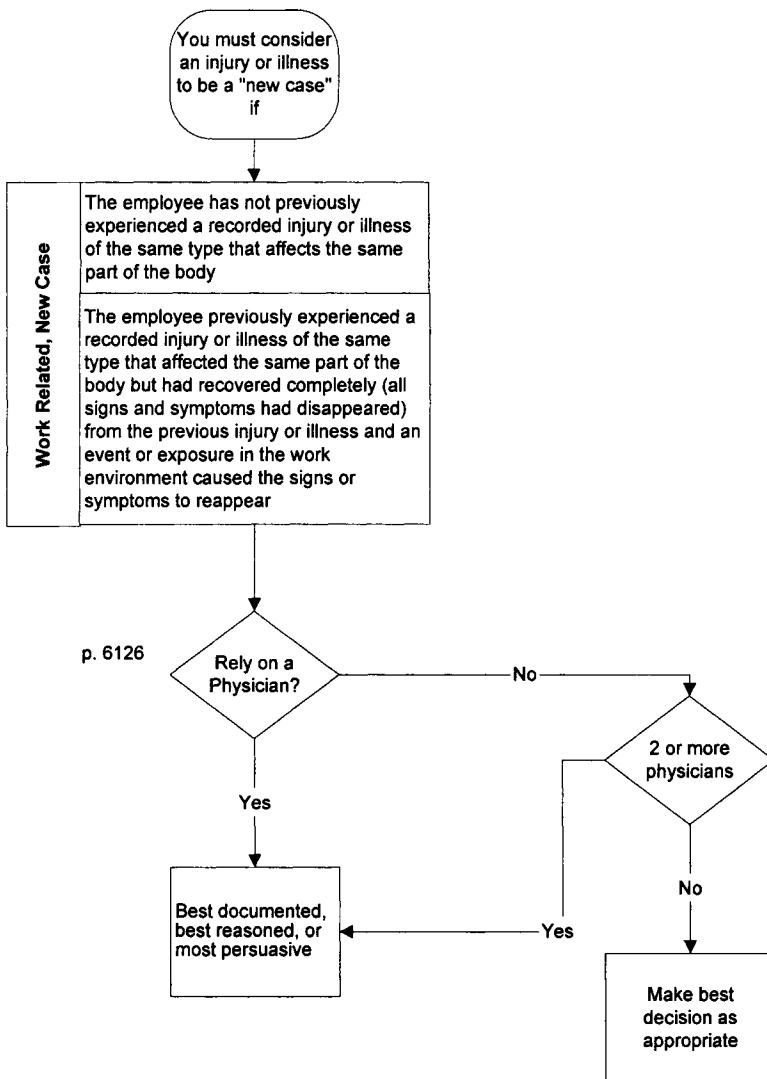 You must consider
an injury or illness
to be a "new case"
if
Work Related, New Case
The employee has not previously
experienced a recorded injury or illness
of the same type that affects the same
part of the body
The employee previously experienced a
recorded injury or illness of the same
type that affected the same part of the
body but had recovered completely (all
signs and symptoms had disappeared)
from the previous injury or illness and an
event or exposure in the work
environment caused the signs or
symptoms to reappear
p. 6126
Rely on a
Physician?
No
2 or more
physicians
Yes
No
Best documented,
best reasoned, or
most persuasive
Yes
Make best
decision as
appropriate